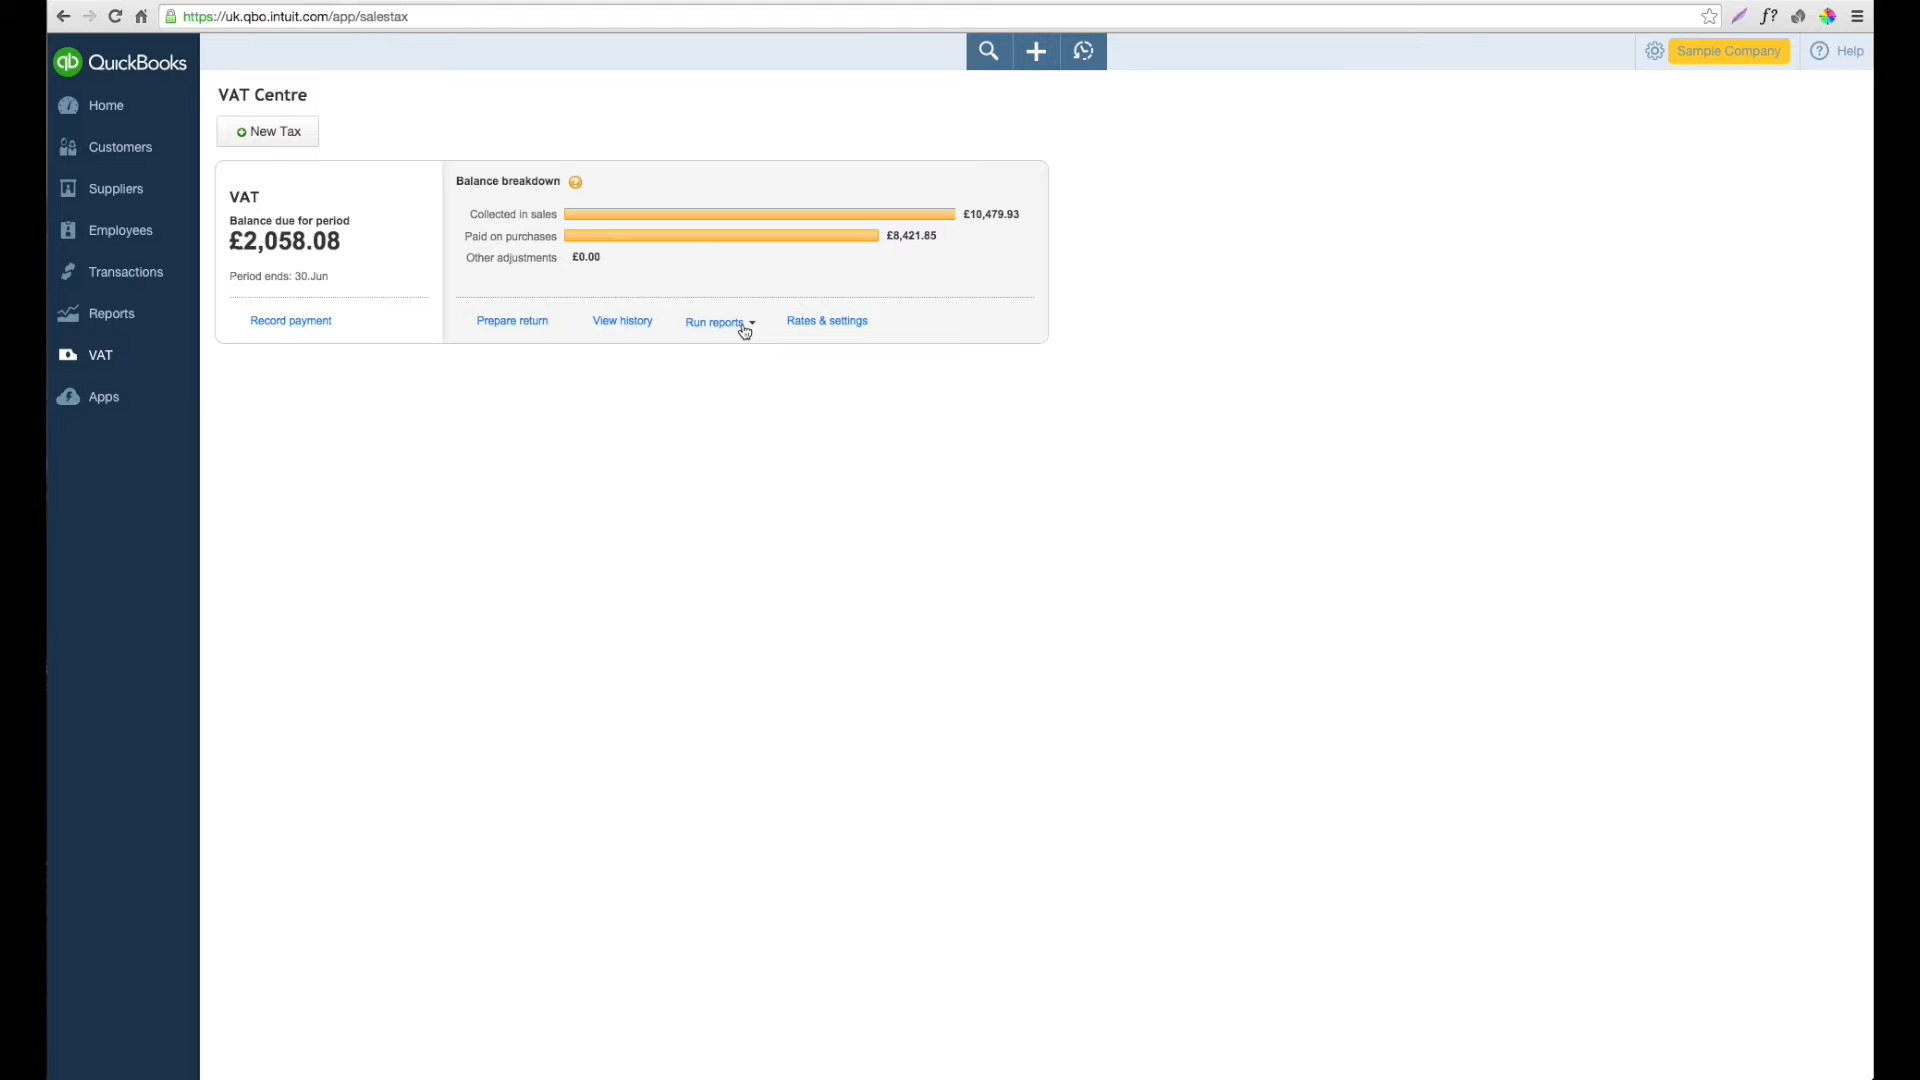 https://uk.qbo.intuit.com/app/salestax
f?
qb QuickBooks
Sample Company
? Help
Home
Customers
Suppliers
Employees
Transactions
Reports
VAT
Apps
VAT Centre
New Tax
VAT
Balance due for period
£2,058.08
Period ends: 30.Jun
Record payment
Balance breakdown ?
Collected in sales £10,479.93
Paid on purchases £8,421.85
Other adjustments £0.00
Prepare return View history Run reports Rates & settings